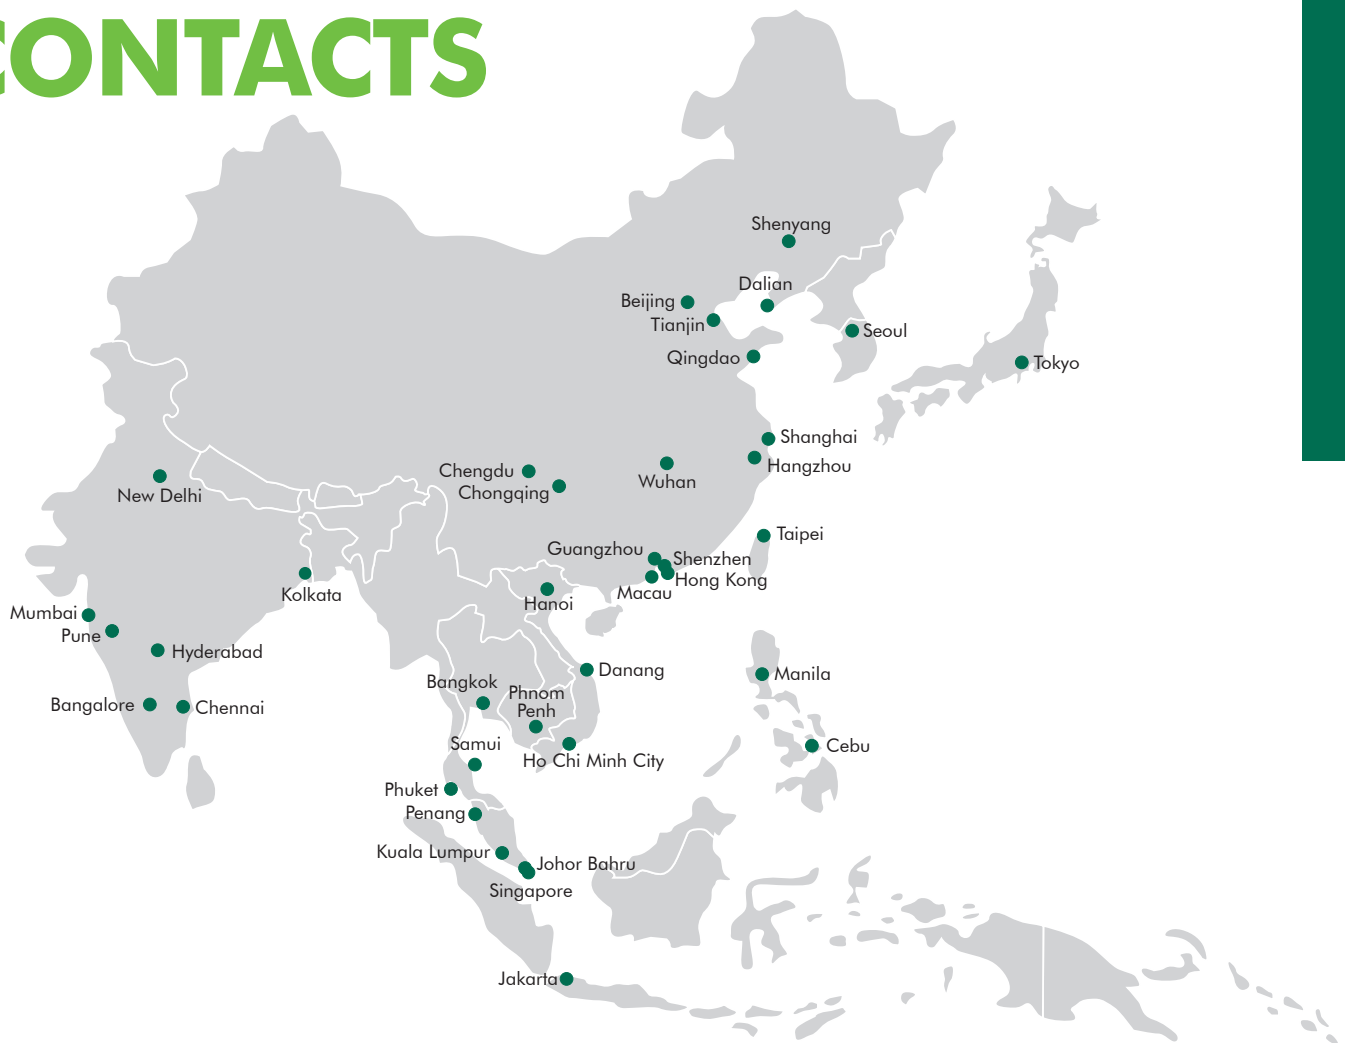 CONTACTS
Shenyang
Dalian
Beijing
Tianjin
Seoul
Qingdao
Tokyo
Shanghai
Hangzhou
Chengdu
Chongqing
Wuhan
New Delhi
Taipei
Guangzhou
Shenzhen
Hong Kong
Macau
Kolkata
Hanoi
Mumbai
Pune
Hyderabad
Danang
Manila
Bangkok
Phnom
Penh
Bangalore
Chennai
Samui
Ho Chi Minh City
Cebu
Phuket
Penang
Kuala Lumpur
Johor Bahru
Singapore
Jakarta